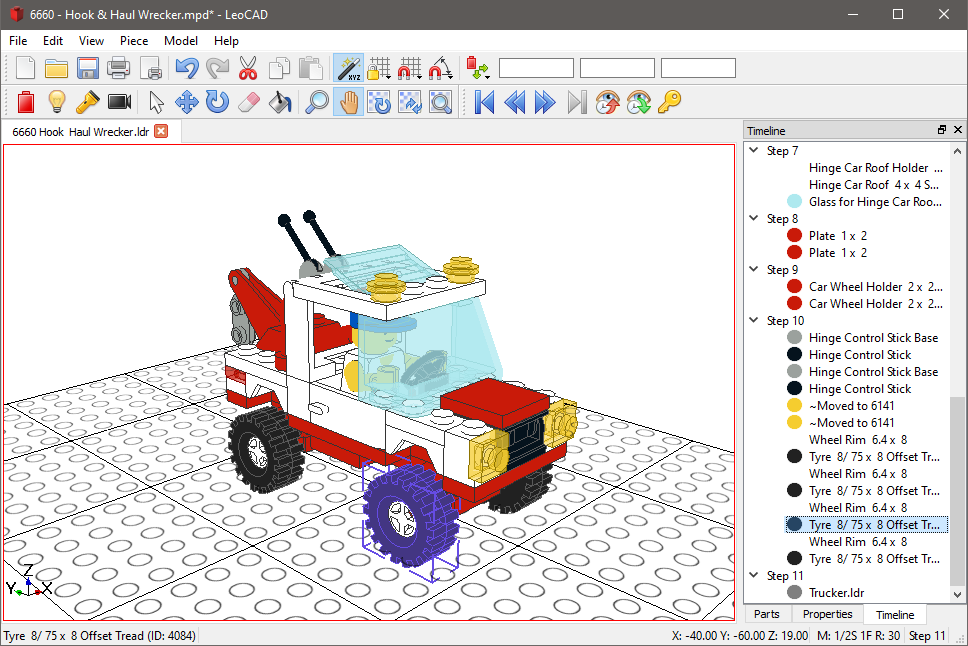 6660 - Hook & Haul Wrecker.mpd* - LeoCAD
File Edit View Piece Model Help
XYZ
6660 Hook  Haul Wrecker.ldr
Timeline
Step 7
Hinge Car Roof Holder ...
Hinge Car Roof  4 x  4 S...
Glass for Hinge Car Roo...
Step 8
Plate  1 x  2
Plate  1 x  2
Step 9
Car Wheel Holder  2 x  2...
Car Wheel Holder  2 x  2...
Step 10
Hinge Control Stick Base
Hinge Control Stick
Hinge Control Stick Base
Hinge Control Stick
~Moved to 6141
~Moved to 6141
Wheel Rim  6.4 x  8
Tyre  8/ 75 x  8 Offset Tr...
Wheel Rim  6.4 x  8
Tyre  8/ 75 x  8 Offset Tr...
Wheel Rim  6.4 x  8
Tyre  8/ 75 x  8 Offset Tr...
Wheel Rim  6.4 x  8
Tyre  8/ 75 x  8 Offset Tr...
Step 11
Trucker.ldr
Z
Y X
Parts Properties Timeline
Tyre  8/ 75 x  8 Offset Tread (ID: 4084) X: -40.00 Y: -60.00 Z: 19.00 M: 1/2S 1F R: 30 Step 11